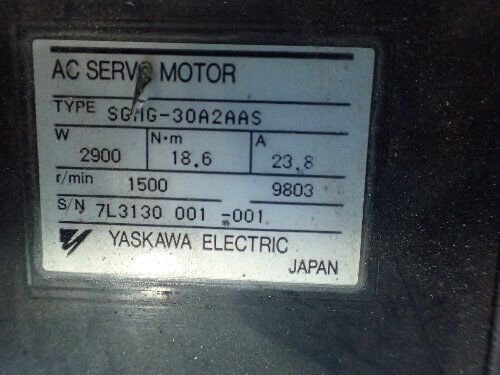 AC SERVO MOTOR
TYPE SGMG-30A2AAS
W N·m A
2900 18.6 23.8
r/min 1500 9803
S/N 7L3130 001 -001
YASKAWA ELECTRIC
JAPAN